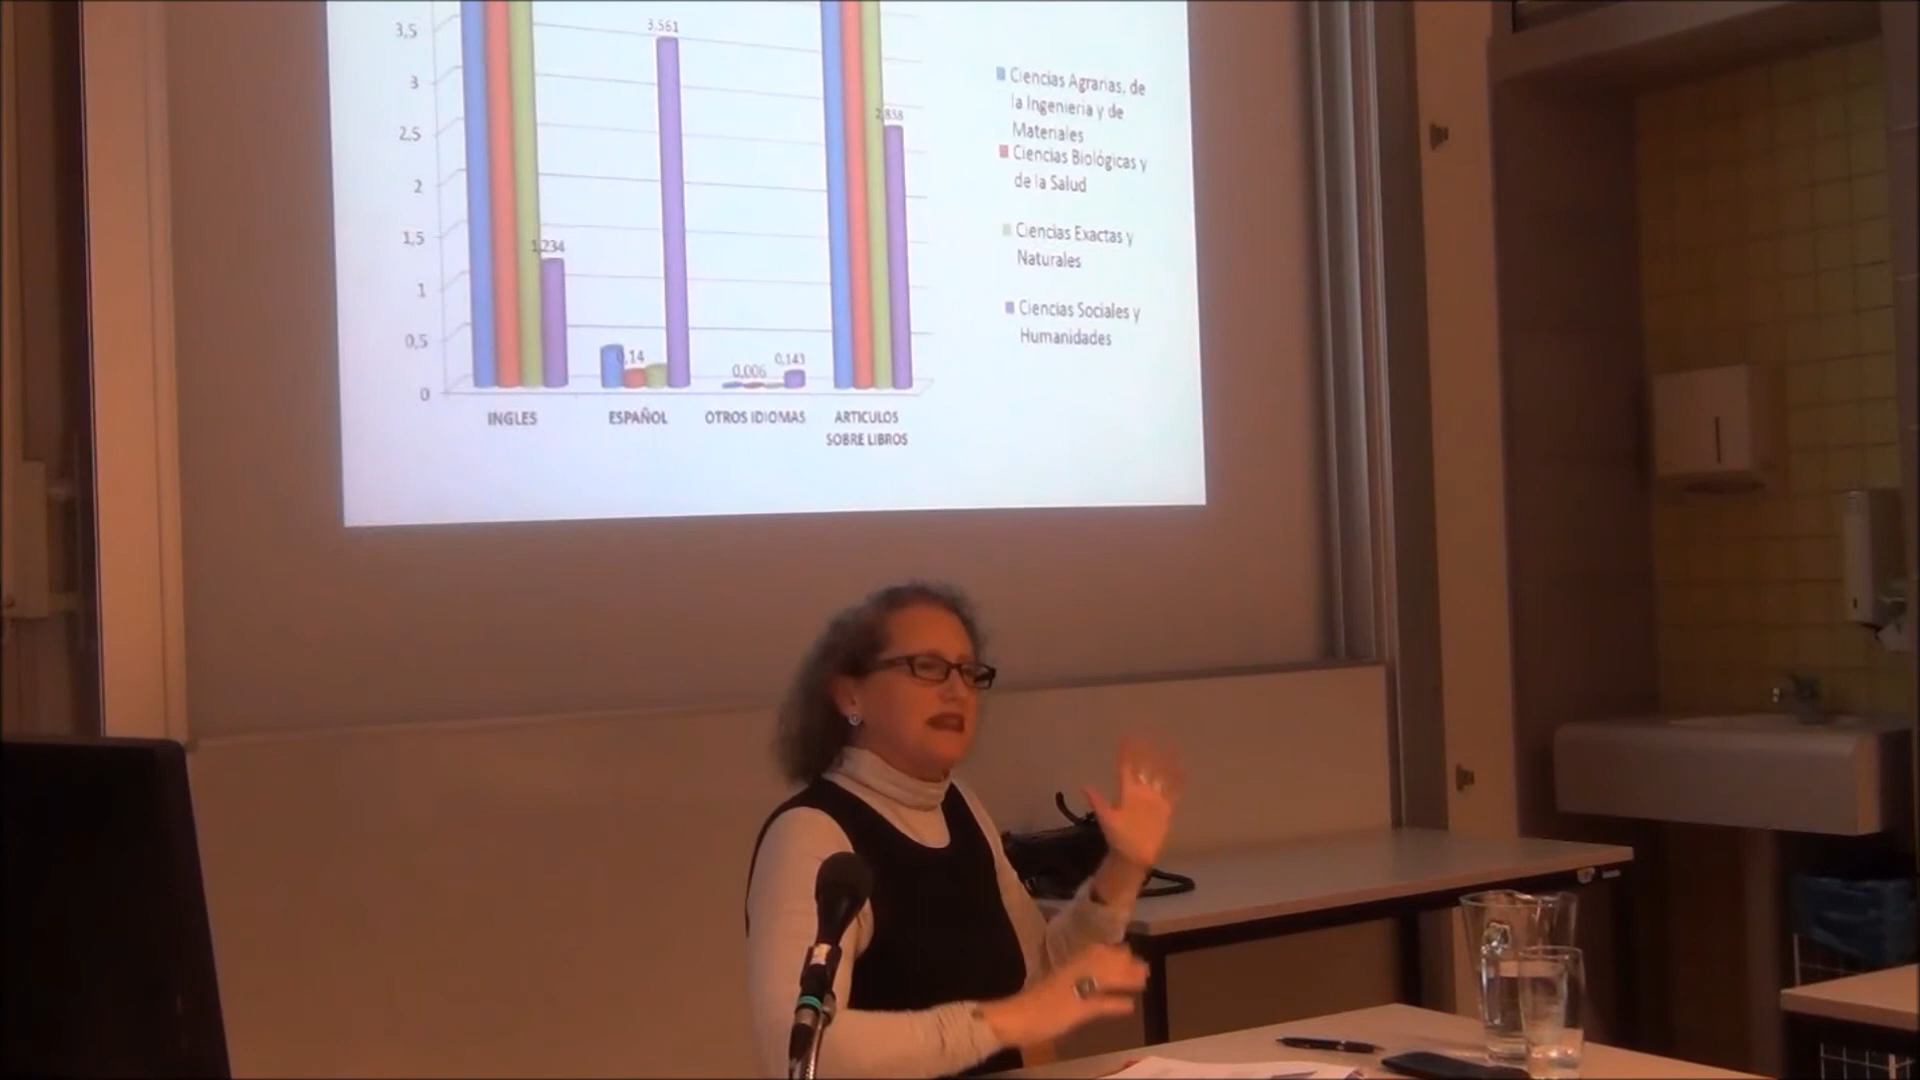 3,5
3
2,5
2
1,5
1
0,5
0
3.561
2,838
1,234
0,14
0,006
0,143
INGLES
ESPAÑOL
OTROS IDIOMAS
ARTICULOS
SOBRE LIBROS
Ciencias Agrarias, de
la Ingenieria y de
Materiales
Ciencias Biológicas y
de la Salud
Ciencias Exactas y
Naturales
Ciencias Sociales y
Humanidades